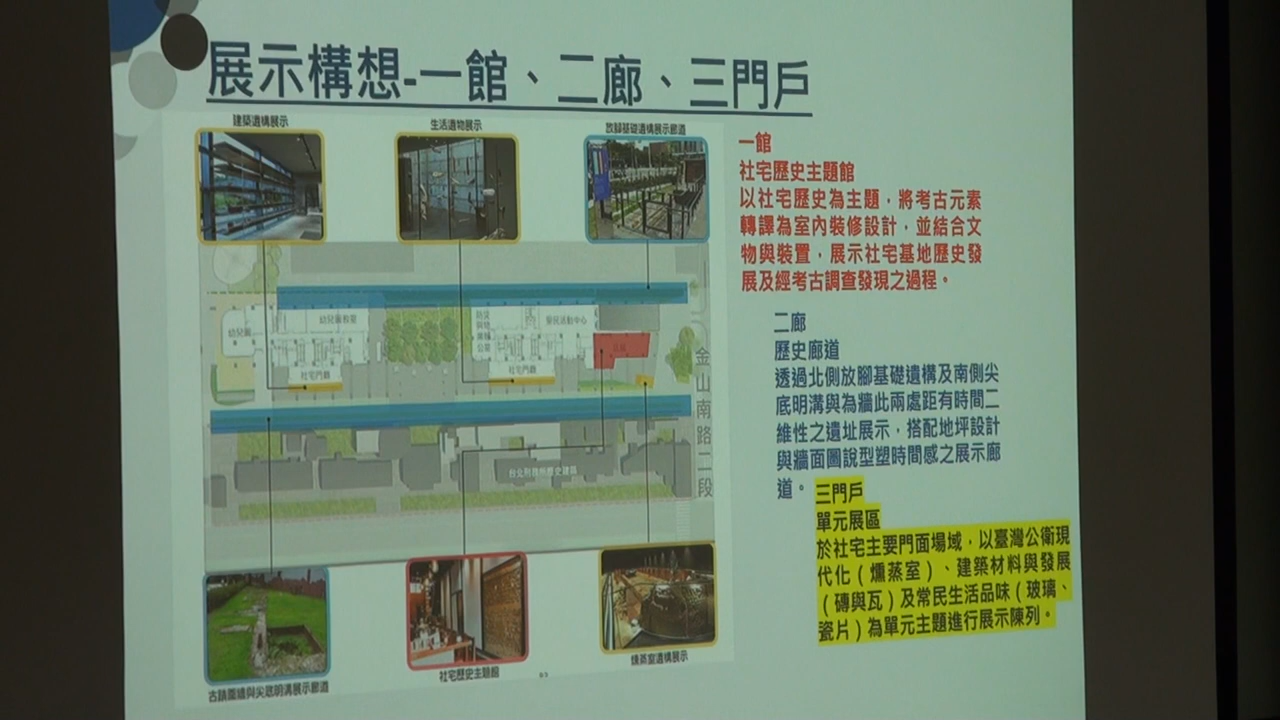 展示構想-一館、二廊、三門戶
建築遺構展示
生活遺物展示
放腳基礎遺構展示廊道
一館
社宅歷史主題館
以社宅歷史為主題，將考古元素
轉譯為室內裝修設計，並結合文
物與裝置，展示社宅基地歷史發
展及經考古調查發現之過程。
二廊
歷史廊道
透過北側放腳基礎遺構及南側尖
底明溝與為牆此兩處距有時間二
維性之遺址展示，搭配地坪設計
與牆面圖說型塑時間感之展示廊
道。
三門戶
單元展區
於社宅主要門面場域，以臺灣公衛現
代化（燻蒸室）、建築材料與發展
（磚與瓦）及常民生活品味（玻璃、
瓷片）為單元主題進行展示陳列。
幼兒園
幼兒園教室
社宅門廳
社宅門廳
金山南路二段
古蹟圍牆與尖底明溝展示廊道
社宅歷史主題館
燻蒸室遺構展示